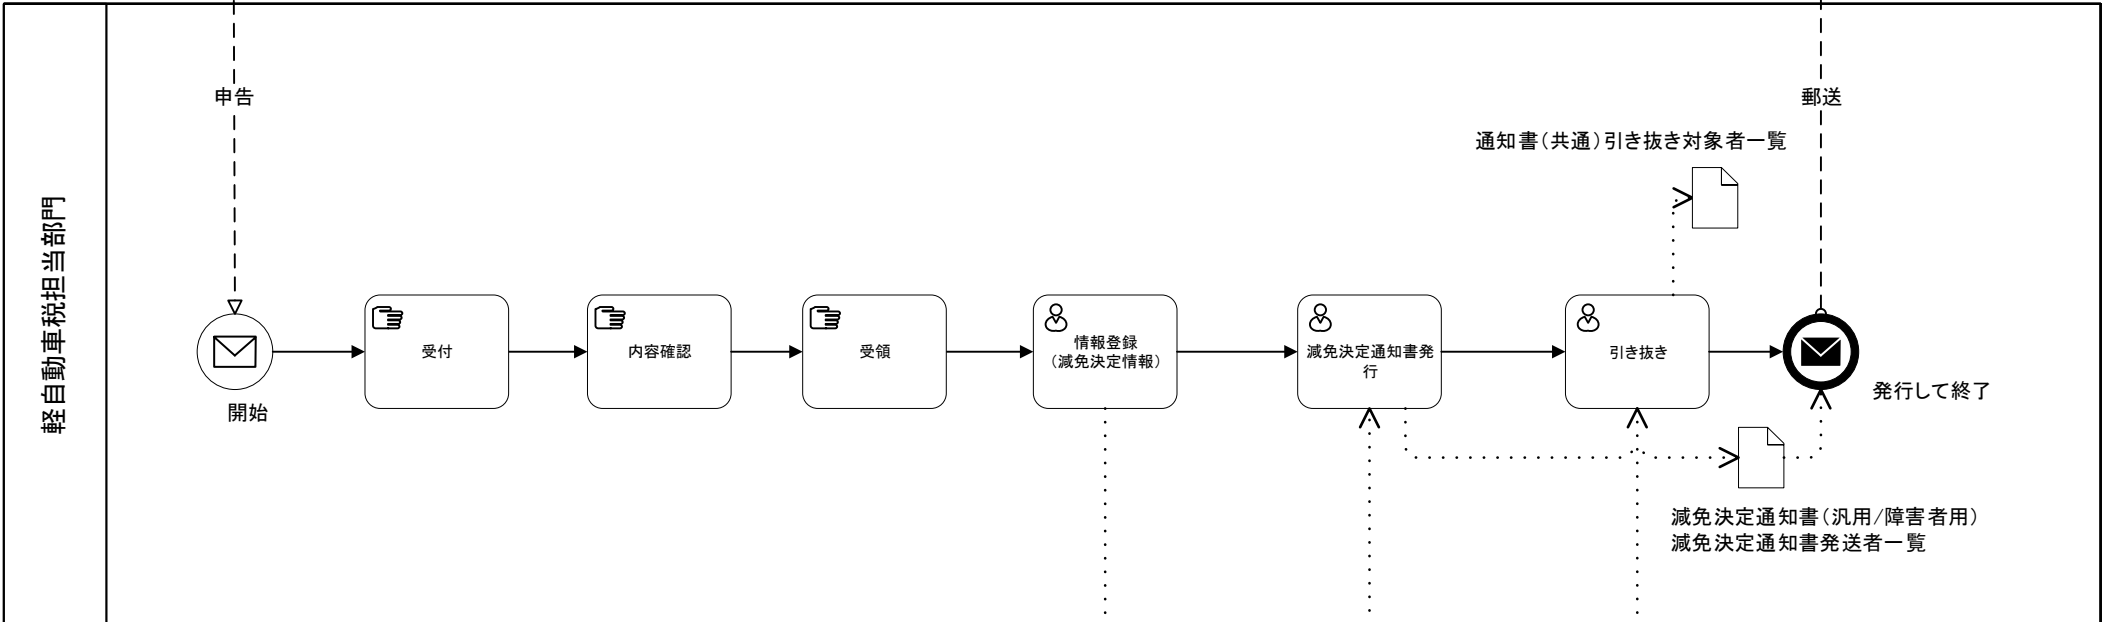 軽自動車税担当部門
申告
郵送
通知書（共通）引き抜き対象者一覧
開始
受付
内容確認
受領
情報登録
（減免決定情報）
減免決定通知書発
行
引き抜き
発行して終了
減免決定通知書（汎用/障害者用）
減免決定通知書発送者一覧